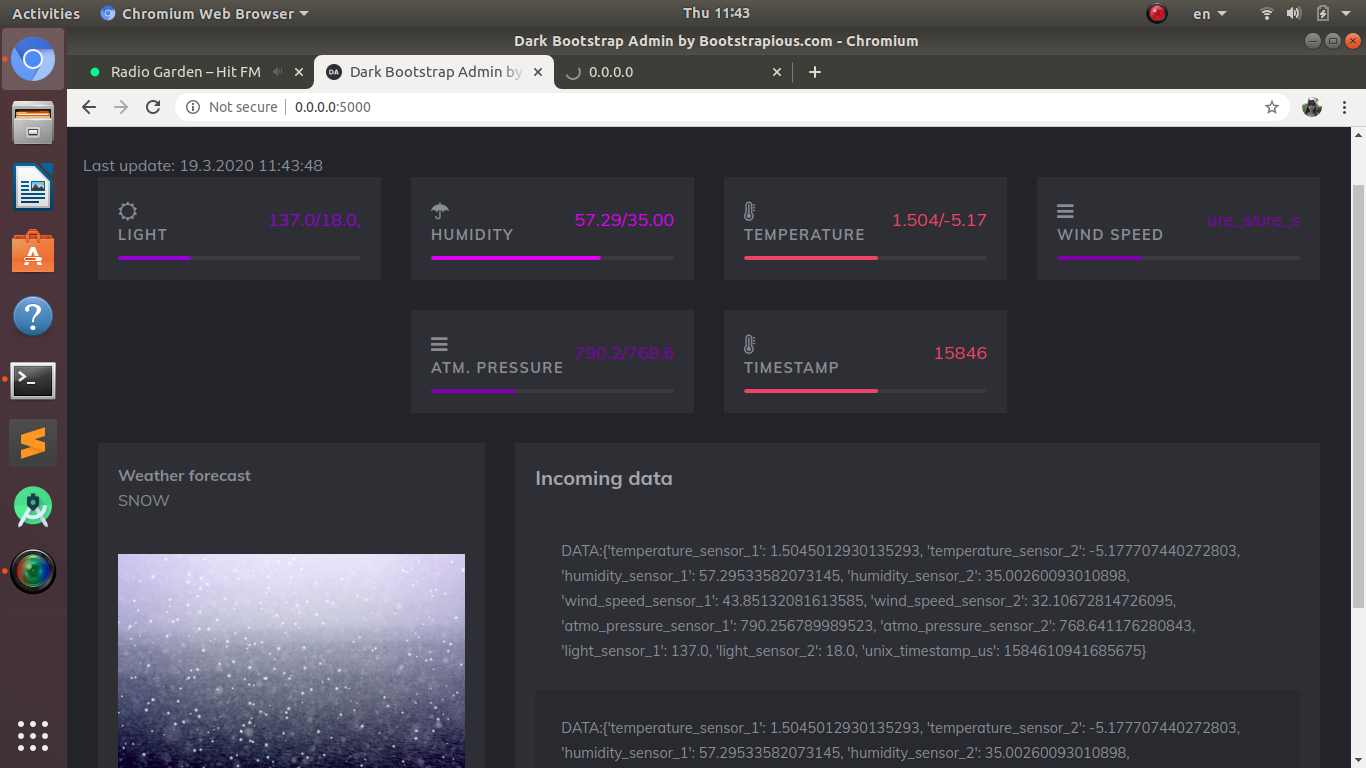 Activities
Chromium Web Browser
Thu 11:43
en
Dark Bootstrap Admin by Bootstrapious.com - Chromium
Radio Garden – Hit FM
DA
Dark Bootstrap Admin by
0.0.0.0
Not secure
0.0.0.0:5000
Last update: 19.3.2020 11:43:48
LIGHT
137.0/18.0,
HUMIDITY
57.29/35.00
TEMPERATURE
1.504/-5.17
WIND SPEED
ure_s/ure_s
ATM. PRESSURE
790.2/768.6
TIMESTAMP
15846
Weather forecast
SNOW
Incoming data
DATA:{'temperature_sensor_1': 1.5045012930135293, 'temperature_sensor_2': -5.177707440272803,
'humidity_sensor_1': 57.29533582073145, 'humidity_sensor_2': 35.00260093010898,
'wind_speed_sensor_1': 43.85132081613585, 'wind_speed_sensor_2': 32.10672814726095,
'atmo_pressure_sensor_1': 790.256789989523, 'atmo_pressure_sensor_2': 768.641176280843,
'light_sensor_1': 137.0, 'light_sensor_2': 18.0, 'unix_timestamp_us': 1584610941685675}
DATA:{'temperature_sensor_1': 1.5045012930135293, 'temperature_sensor_2': -5.177707440272803,
'humidity_sensor_1': 57.29533582073145, 'humidity_sensor_2': 35.00260093010898,